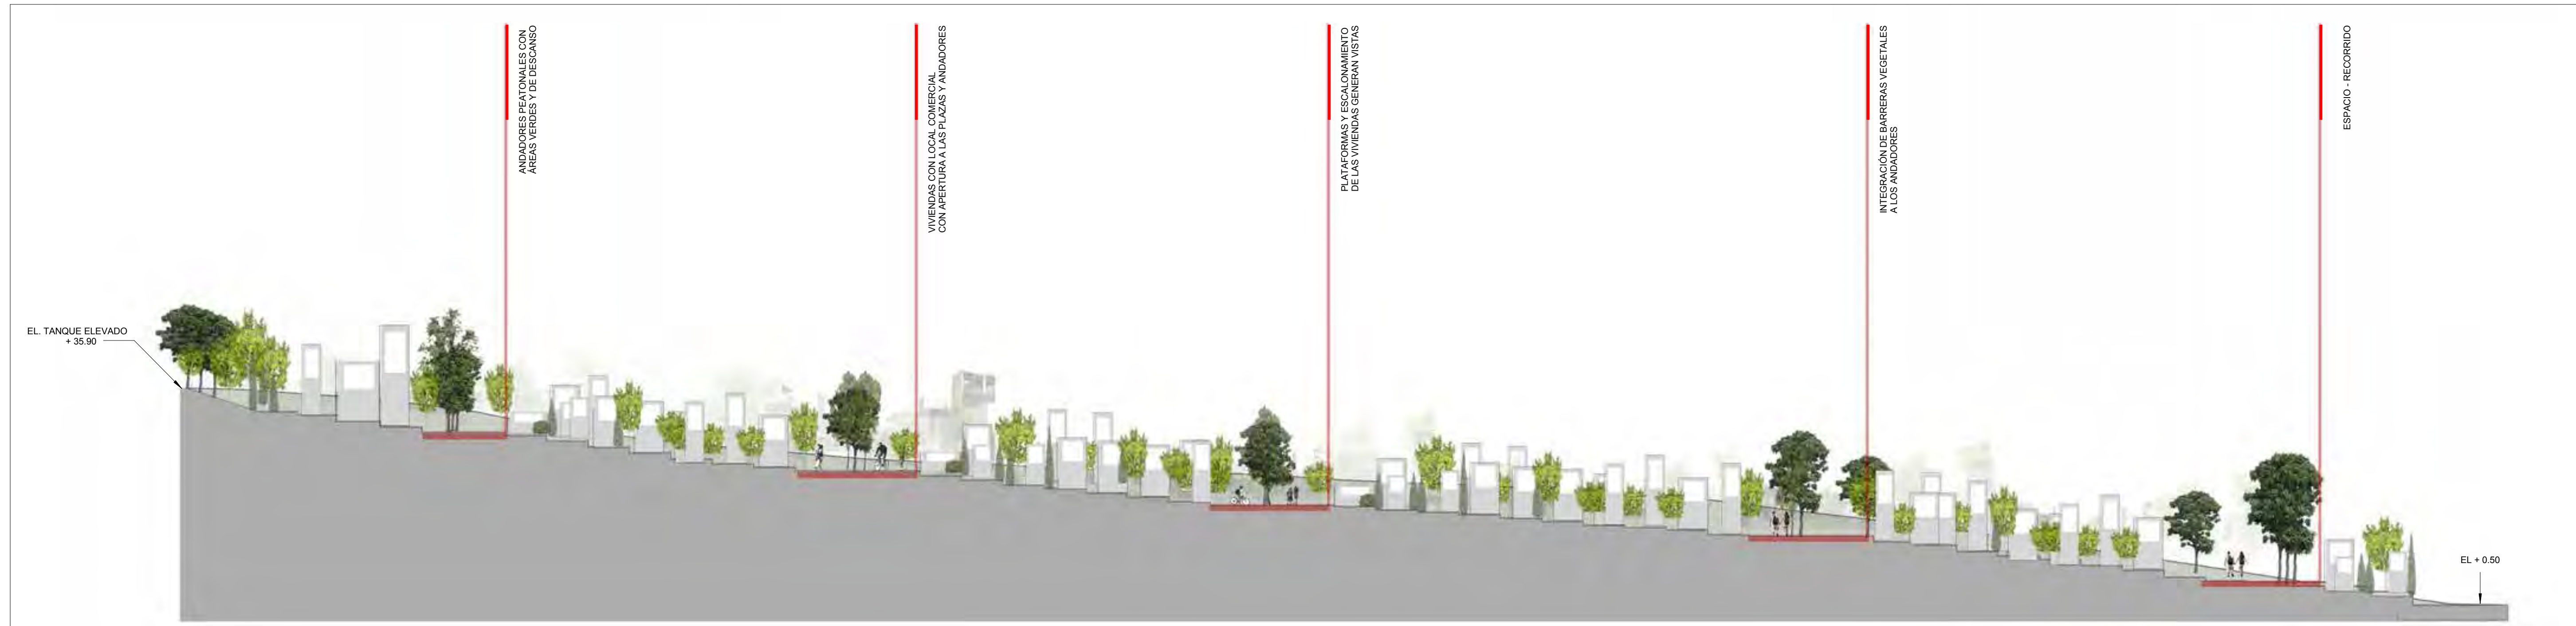 ANDADORES PEATONALES CON
ÁREAS VERDES Y DE DESCANSO
VIVIENDAS CON LOCAL COMERCIAL
CON APERTURA A LAS PLAZAS Y ANDADORES
PLATAFORMAS Y ESCALONAMIENTO
DE LAS VIVIENDAS GENERAN VISTAS
INTEGRACIÓN DE BARRERAS VEGETALES
A LOS ANDADORES
ESPACIO - RECORRIDO
EL. TANQUE ELEVADO
+ 35.90
EL + 0.50